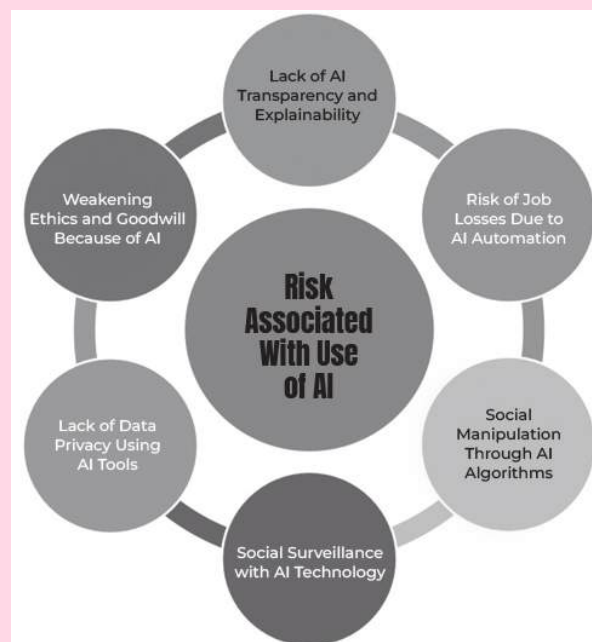 Lack of AI
Transparency and
Explainability
Risk of Job
Losses Due to
AI Automation
Social
Manipulation
Through AI
Algorithms
Social Surveillance
with AI Technology
Lack of Data
Privacy Using
AI Tools
Weakening
Ethics and Goodwill
Because of AI
Risk
Associated
With Use
of AI